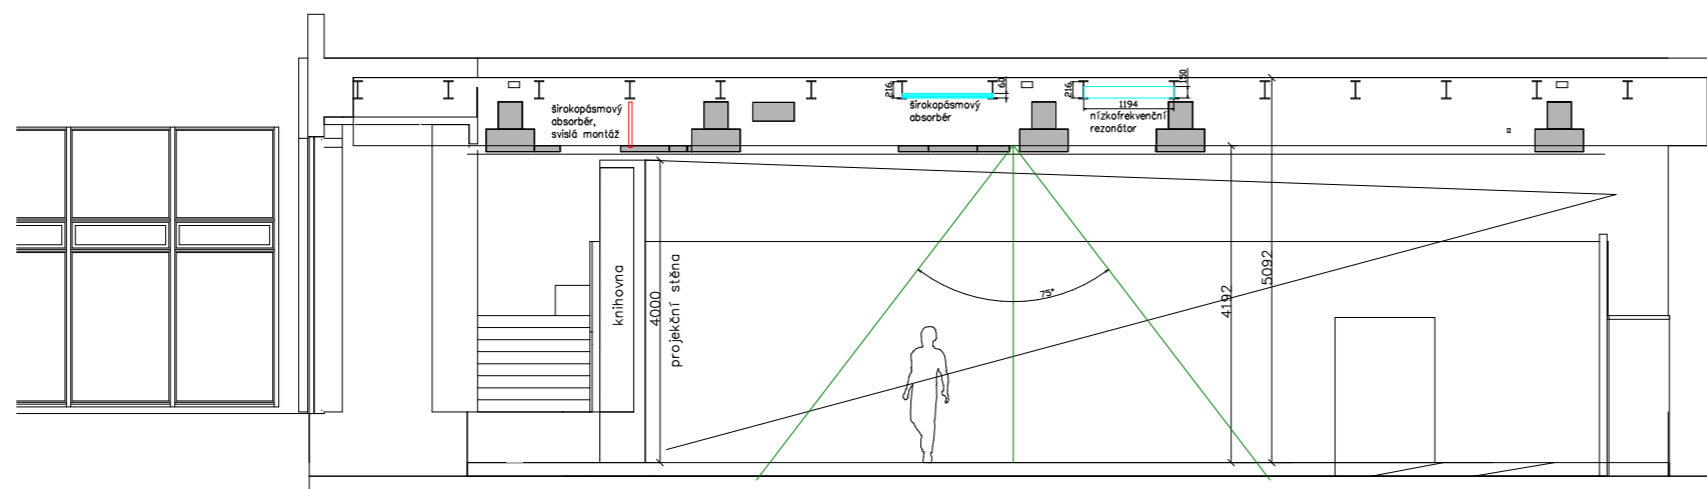 širokopásmový
absorbér,
svislá montáž
216
60
širokopásmový
absorbér
216
150
1194
nízkofrekvenční
rezonátor
knihovna
4000
projekční stěna
75°
4192
5092